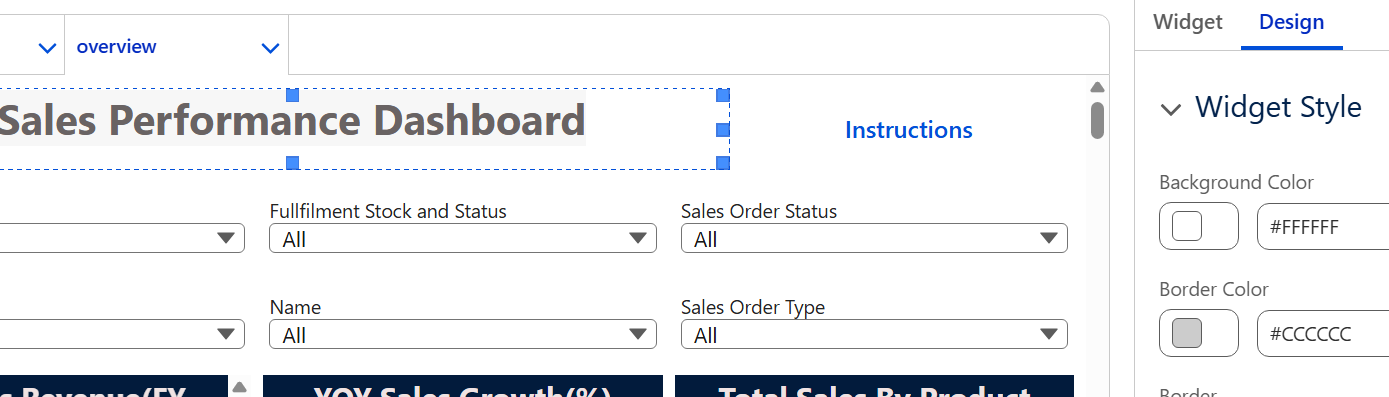 Widget
Design
overview
Sales Performance Dashboard
Instructions
Widget Style
Background Color
#FFFFFF
Fullfilment Stock and Status
Sales Order Status
All
All
Border Color
#CCCCCC
Name
Sales Order Type
All
All
Revenue(FY
YOY Sales Growth(%)
Total Sales By Product
Border